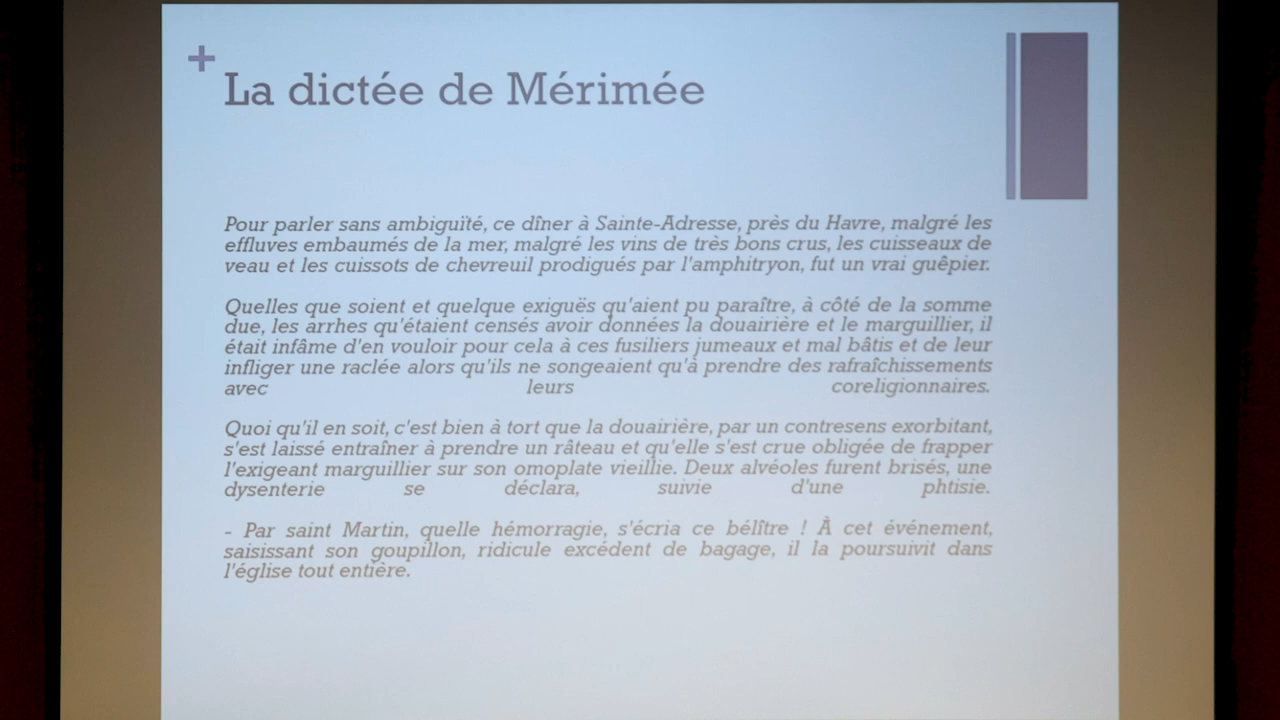 +
La dictée de Mérimée
Pour parler sans ambiguïté, ce dîner à Sainte-Adresse, près du Havre, malgré les
effluves embaumés de la mer, malgré les vins de très bons crus, les cuisseaux de
veau et les cuissots de chevreuil prodigués par l'amphitryon, fut un vrai guêpier.
Quelles que soient et quelque exiguës qu'aient pu paraître, à côté de la somme
due, les arrhes qu'étaient censés avoir données la douairière et le marguillier, il
était infâme d'en vouloir pour cela à ces fusiliers jumeaux et mal bâtis et de leur
infliger une raclée alors qu'ils ne songeaient qu'à prendre des rafraîchissements
avec leurs coreligionnaires.
Quoi qu'il en soit, c'est bien à tort que la douairière, par un contresens exorbitant,
s'est laissé entraîner à prendre un râteau et qu'elle s'est crue obligée de frapper
l'exigeant marguillier sur son omoplate vieillie. Deux alvéoles furent brisés, une
dysenterie se déclara, suivie d'une phtisie.
- Par saint Martin, quelle hémorragie, s'écria ce bélître ! À cet événement,
saisissant son goupillon, ridicule excédent de bagage, il la poursuivit dans
l'église tout entière.